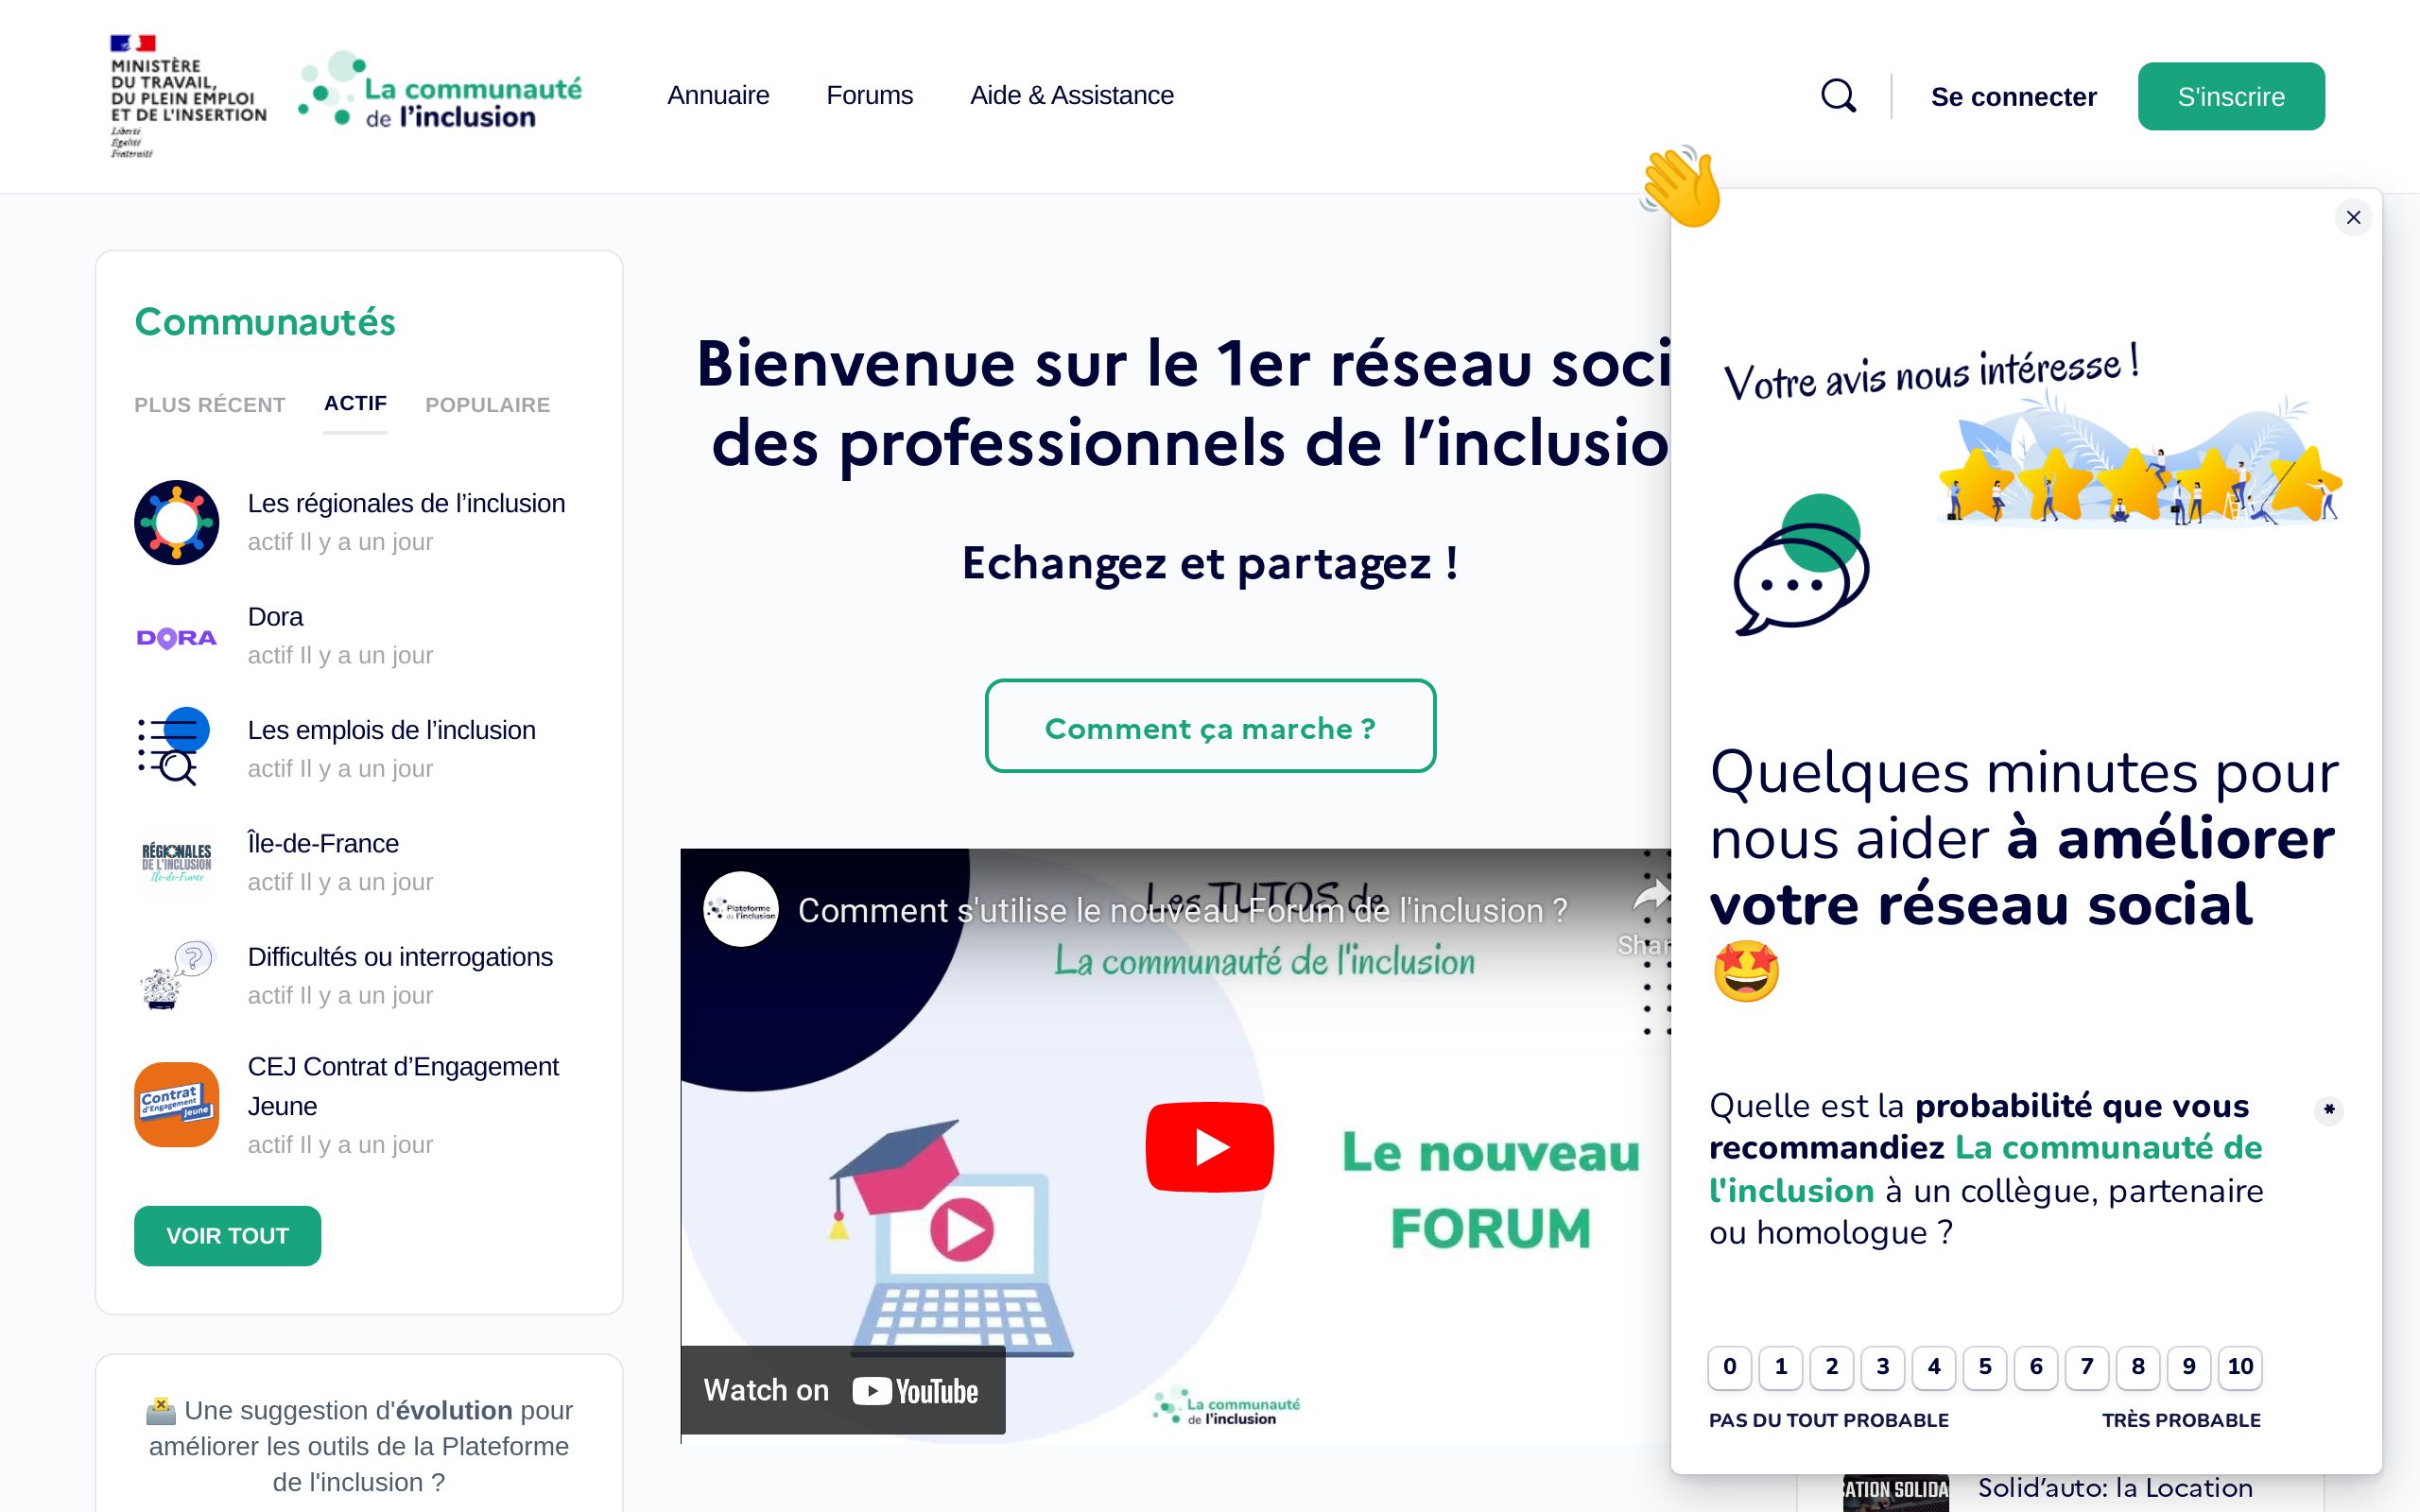 MINISTÈRE
DU TRAVAIL,
DU PLEIN EMPLOI
ET DE L'INSERTION
Liberté
Égalité
Fraternité
La communauté
de l'inclusion
Annuaire
Forums
Aide & Assistance
Se connecter
S'inscrire
Communautés
PLUS RÉCENT
ACTIF
POPULAIRE
Les régionales de l’inclusion
actif Il y a un jour
DORA
Dora
actif Il y a un jour
Les emplois de l’inclusion
actif Il y a un jour
RÉGIONALES
DE L'INCLUSION
Île-de-France
Île-de-France
actif Il y a un jour
Difficultés ou interrogations
actif Il y a un jour
Contrat
d'Engagement
Jeune
CEJ Contrat d’Engagement
Jeune
actif Il y a un jour
VOIR TOUT
Une suggestion d'évolution pour
améliorer les outils de la Plateforme
de l'inclusion ?
Bienvenue sur le 1er réseau soci
des professionnels de l’inclusio
Echangez et partagez !
Comment ça marche ?
Plateforme
de l'inclusion
Comment s'utilise le nouveau Forum de l'inclusion ?
Les TUTOS de
La communauté de l'inclusion
Shar
Le nouveau
FORUM
Watch on YouTube
La communauté
de l'inclusion
Votre avis nous intéresse !
Quelques minutes pour
nous aider à améliorer
votre réseau social
Quelle est la probabilité que vous
recommandiez La communauté de
l'inclusion à un collègue, partenaire
ou homologue ?
*
0 1 2 3 4 5 6 7 8 9 10
PAS DU TOUT PROBABLE
TRÈS PROBABLE
CATION SOLIDA
Solid’auto: la Location